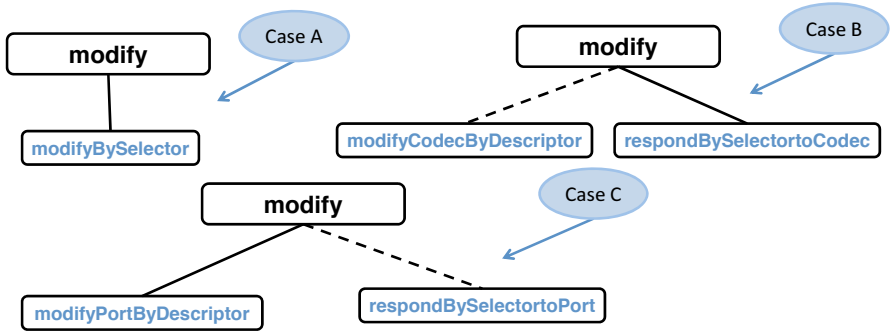 Case A
modify
modifyBySelector
Case B
modify
modifyCodecByDescriptor
respondBySelectortoCodec
Case C
modify
modifyPortByDescriptor
respondBySelectortoPort